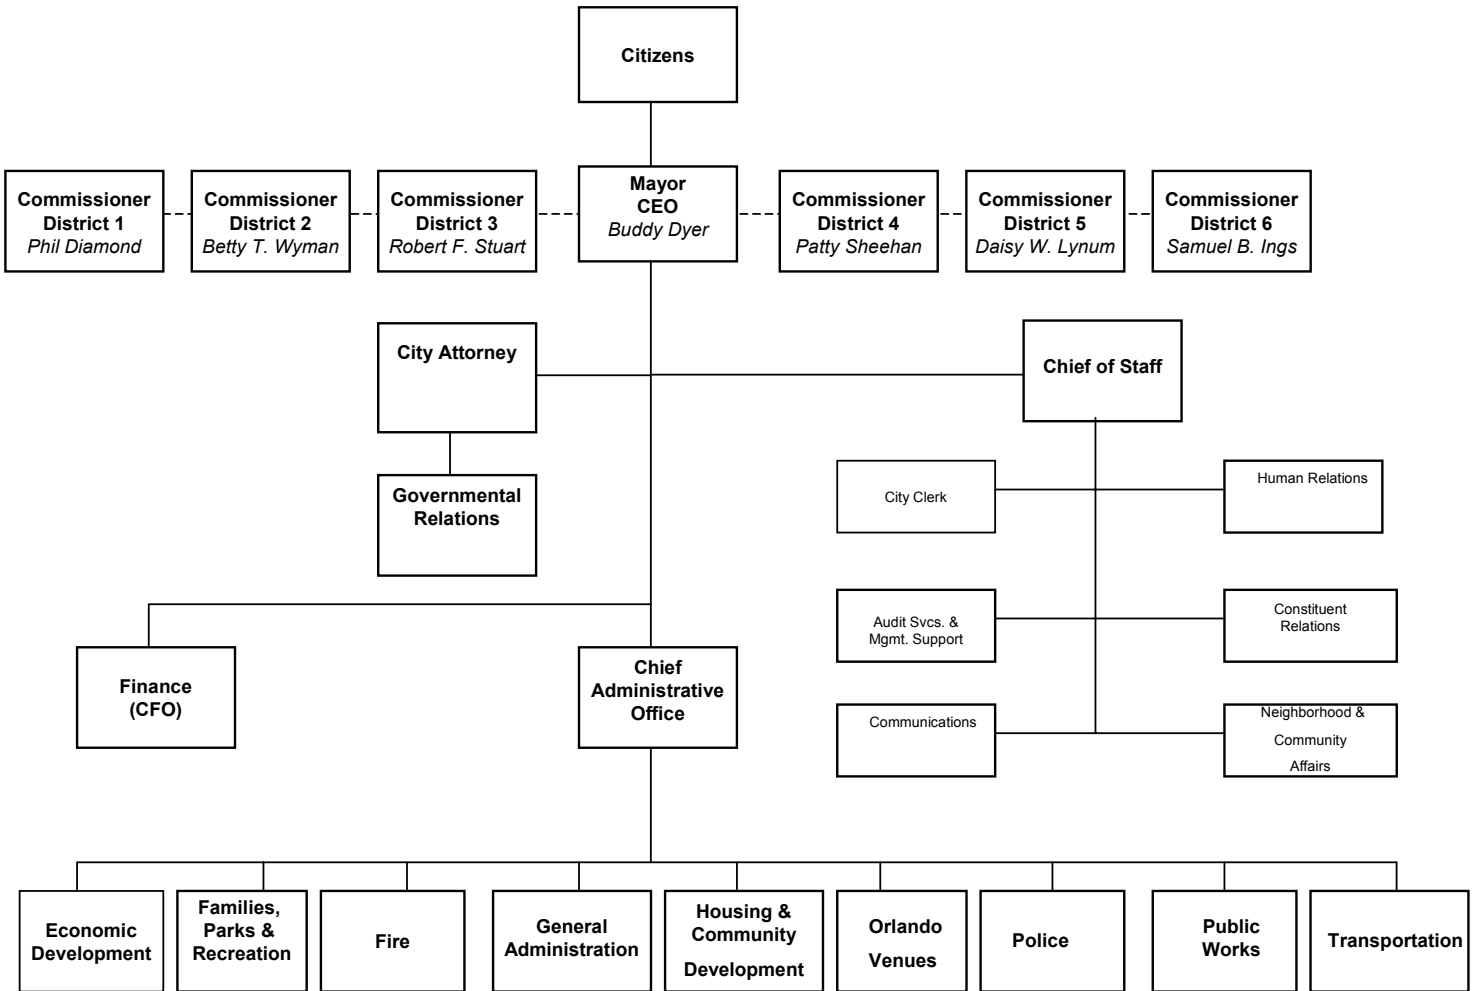 Citizens
Commissioner
District 1
Phil Diamond
Commissioner
District 2
Betty T. Wyman
Commissioner
District 3
Robert F. Stuart
Mayor
CEO
Buddy Dyer
Commissioner
District 4
Patty Sheehan
Commissioner
District 5
Daisy W. Lynum
Commissioner
District 6
Samuel B. Ings
City Attorney
Chief of Staff
Governmental
Relations
City Clerk
Human Relations
Audit Svcs. &
Mgmt. Support
Constituent
Relations
Finance
(CFO)
Chief
Administrative
Office
Communications
Neighborhood &
Community
Affairs
Economic
Development
Families,
Parks &
Recreation
Fire
General
Administration
Housing &
Community
Development
Orlando
Venues
Police
Public
Works
Transportation